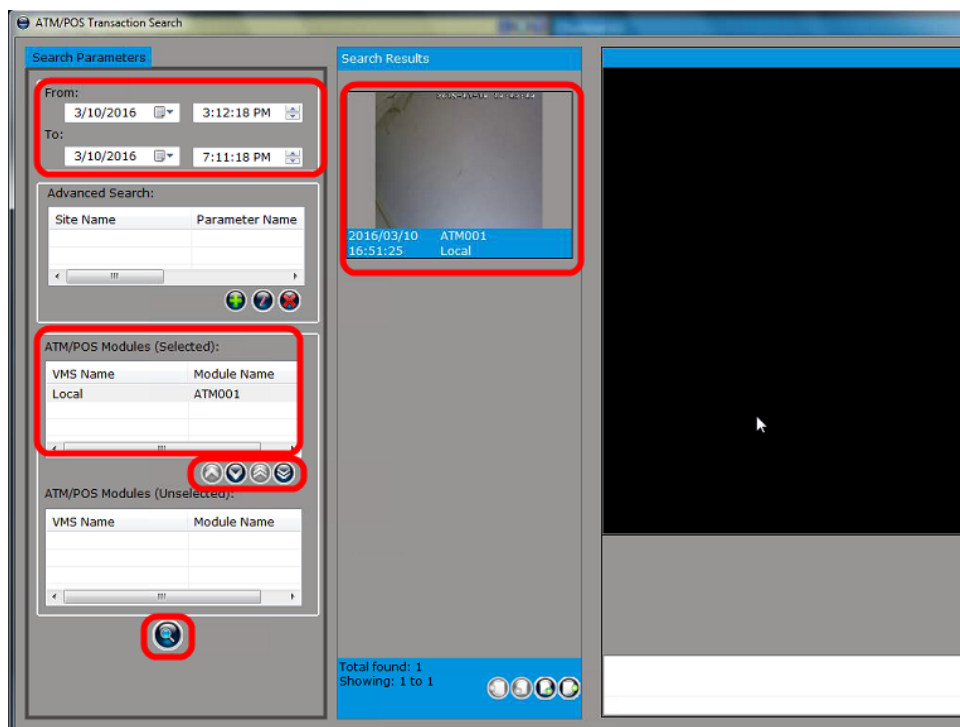 ATM/POS Transaction Search
Search Parameters
From:
3/10/2016 3:12:18 PM
To:
3/10/2016 7:11:18 PM
Advanced Search:
Site Name Parameter Name
ATM/POS Modules (Selected):
VMS Name Module Name
Local ATM001
ATM/POS Modules (Unselected):
VMS Name Module Name
Search Results
2016/03/10 ATM001
16:51:25 Local
Total found: 1
Showing: 1 to 1